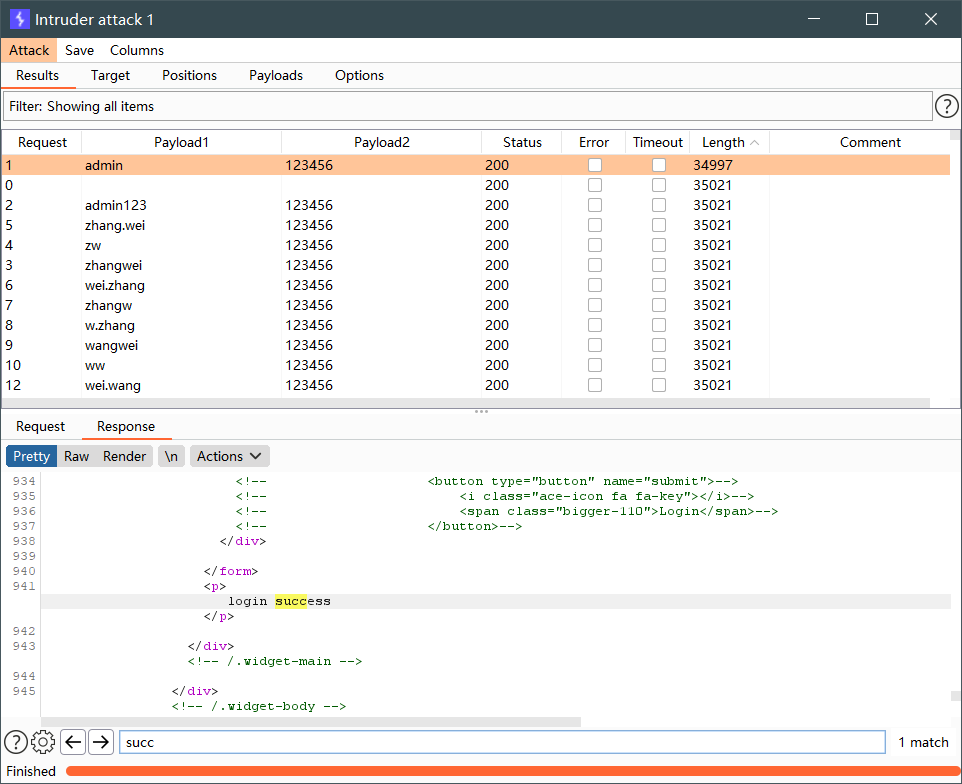 Intruder attack 1
Attack Save Columns
Results Target Positions Payloads Options
Filter: Showing all items ?
Request Payload1 Payload2 Status Error Timeout Length Comment
1 admin 123456 200 34997
0 200 35021
2 admin123 123456 200 35021
5 zhang.wei 123456 200 35021
4 zw 123456 200 35021
3 zhangwei 123456 200 35021
6 wei.zhang 123456 200 35021
7 zhangw 123456 200 35021
8 w.zhang 123456 200 35021
9 wangwei 123456 200 35021
10 ww 123456 200 35021
12 wei.wang 123456 200 35021
Request Response
Pretty Raw Render \n Actions
934 <!-- <button type="button" name="submit">-->
935 <!-- <i class="ace-icon fa fa-key"></i>-->
936 <!-- <span class="bigger-110">Login</span>-->
937 <!-- </button>-->
938 </div>
939
940 </form>
941 <p>
login success
</p>
942
943 </div>
<!-- /.widget-main -->
944
945 </div>
<!-- /.widget-body -->
? succ 1 match
Finished